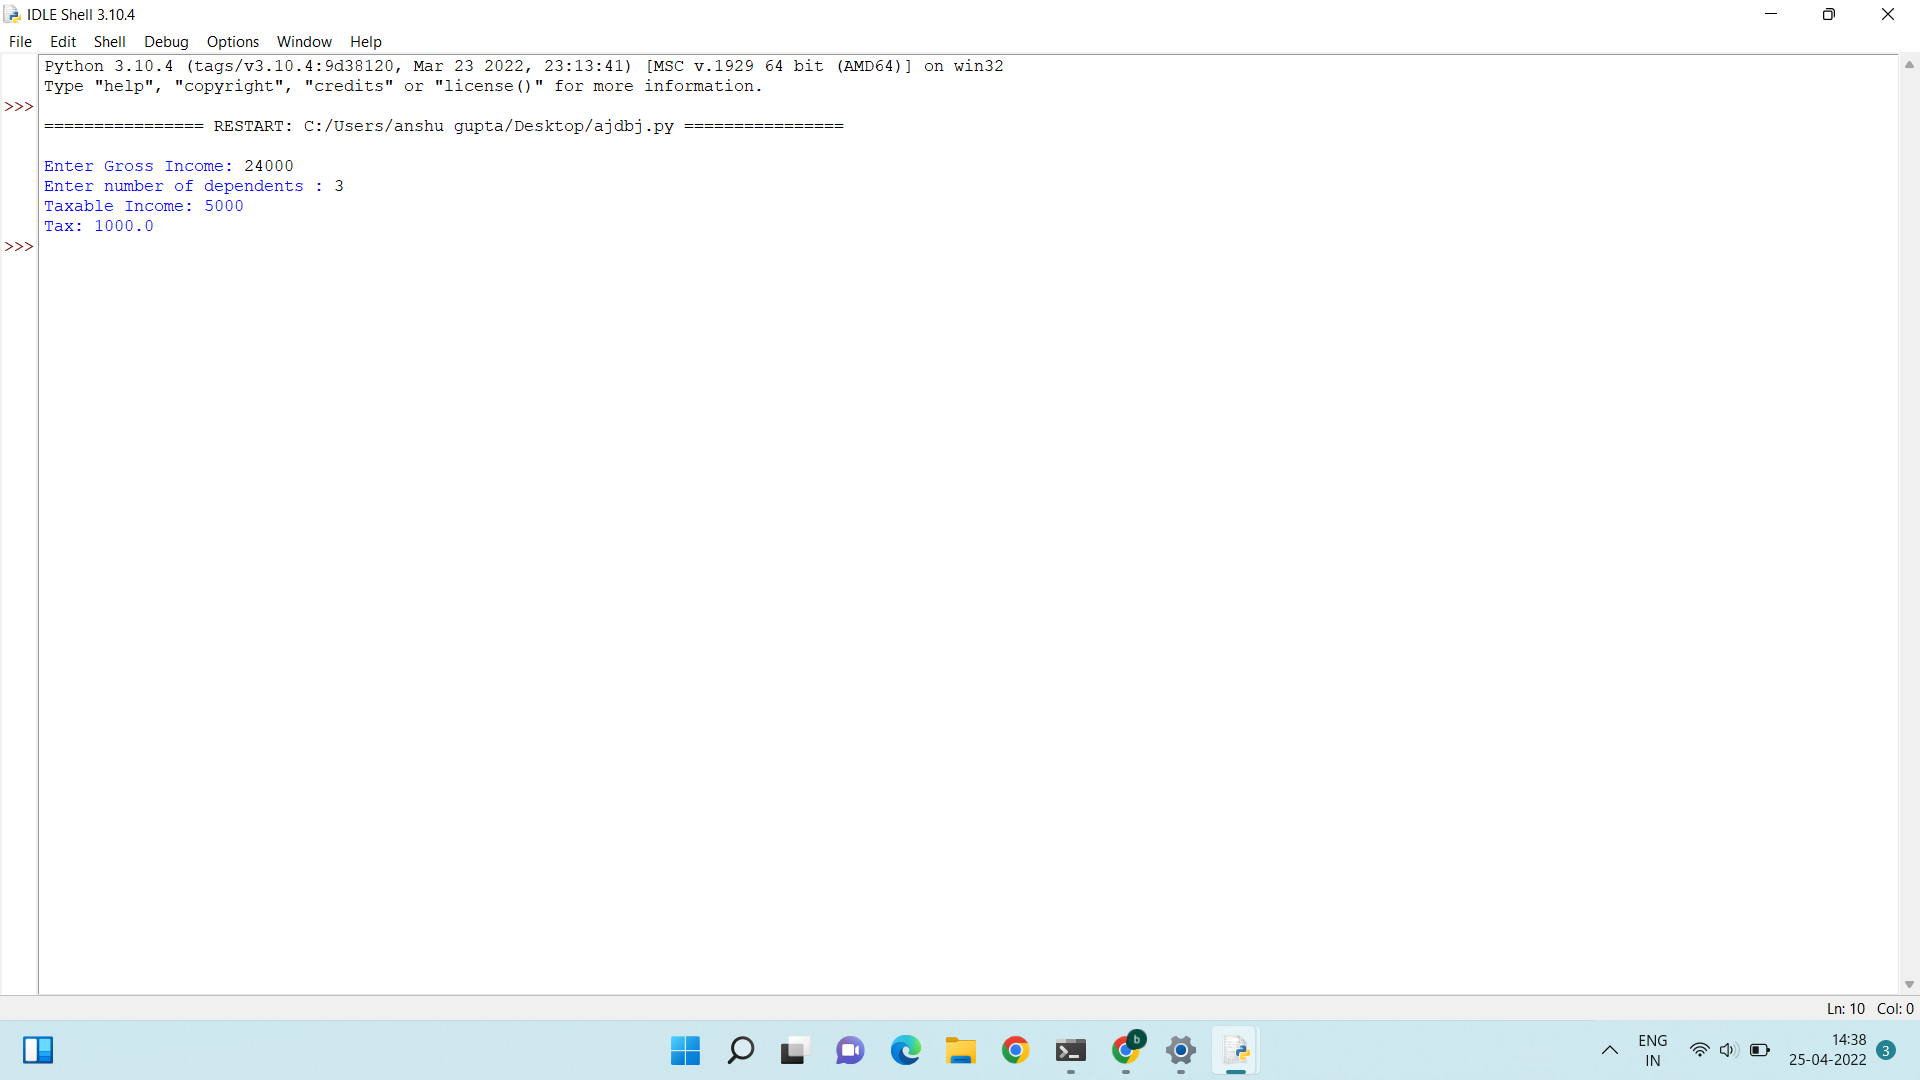 IDLE Shell 3.10.4
File Edit Shell Debug Options Window Help
Python 3.10.4 (tags/v3.10.4:9d38120, Mar 23 2022, 23:13:41) [MSC v.1929 64 bit (AMD64)] on win32
Type "help", "copyright", "credits" or "license()" for more information.
>>>
================ RESTART: C:/Users/anshu gupta/Desktop/ajdbj.py ================
Enter Gross Income: 24000
Enter number of dependents : 3
Taxable Income: 5000
Tax: 1000.0
>>>
Ln: 10 Col: 0
b
ENG
IN
14:38
25-04-2022
3